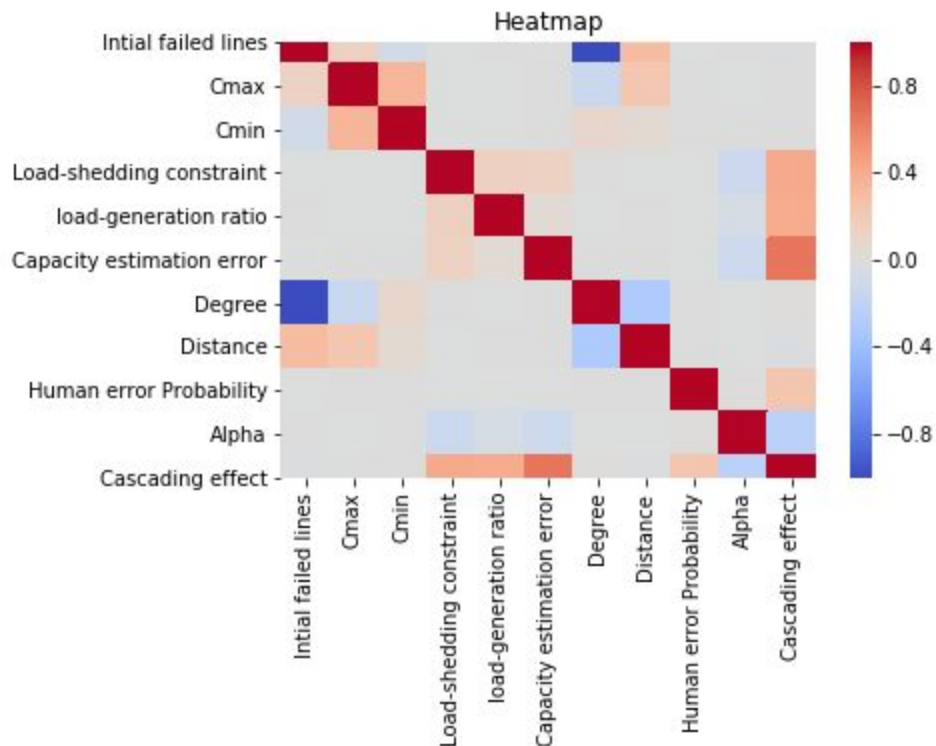 Heatmap
Intial failed lines
Cmax
Cmin
Load-shedding constraint
load-generation ratio
Capacity estimation error
Degree
Distance
Human error Probability
Alpha
Cascading effect
0.8
0.4
0.0
−0.4
−0.8
Intial failed lines
Cmax
Cmin
Load-shedding constraint
load-generation ratio
Capacity estimation error
Degree
Distance
Human error Probability
Alpha
Cascading effect